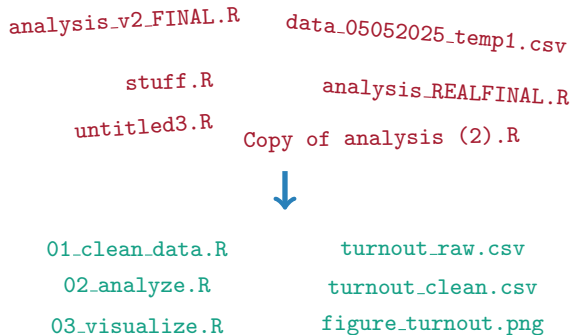 analysis_v2_FINAL.R
data_05052025_temp1.csv
stuff.R
analysis_REALFINAL.R
untitled3.R
Copy of analysis (2).R
01_clean_data.R
turnout_raw.csv
02_analyze.R
turnout_clean.csv
03_visualize.R
figure_turnout.png